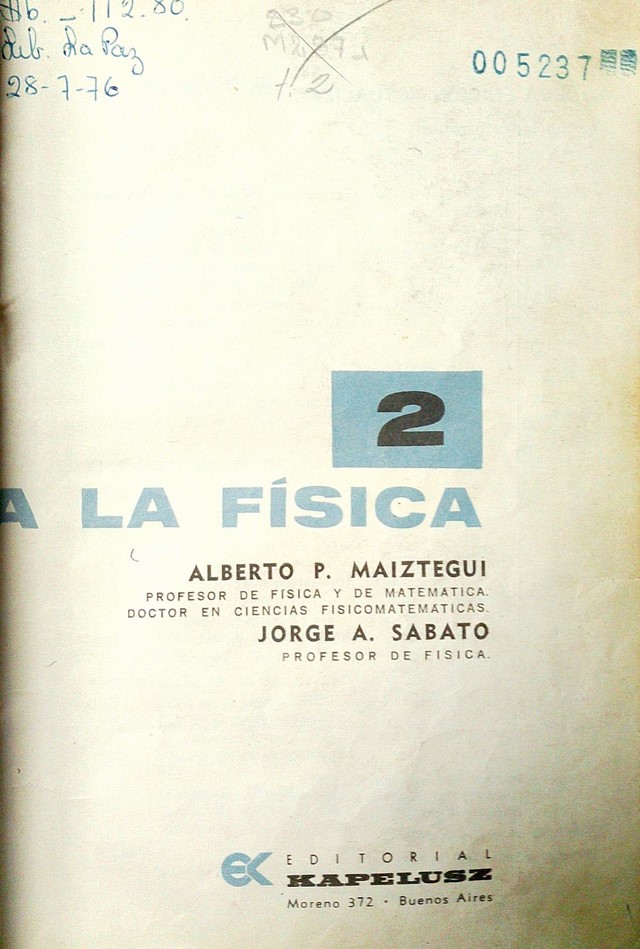 112.80.
Lib. La Paz
28-7-76
t. 2
005237
2
A LA FÍSICA
ALBERTO P. MAIZTEGUI
PROFESOR DE FÍSICA Y DE MATEMATICA.
DOCTOR EN CIENCIAS FISICOMATEMATICAS.
JORGE A. SABATO
PROFESOR DE FISICA.
EK EDITORIAL
KAPELUSZ
Moreno 372 · Buenos Aires